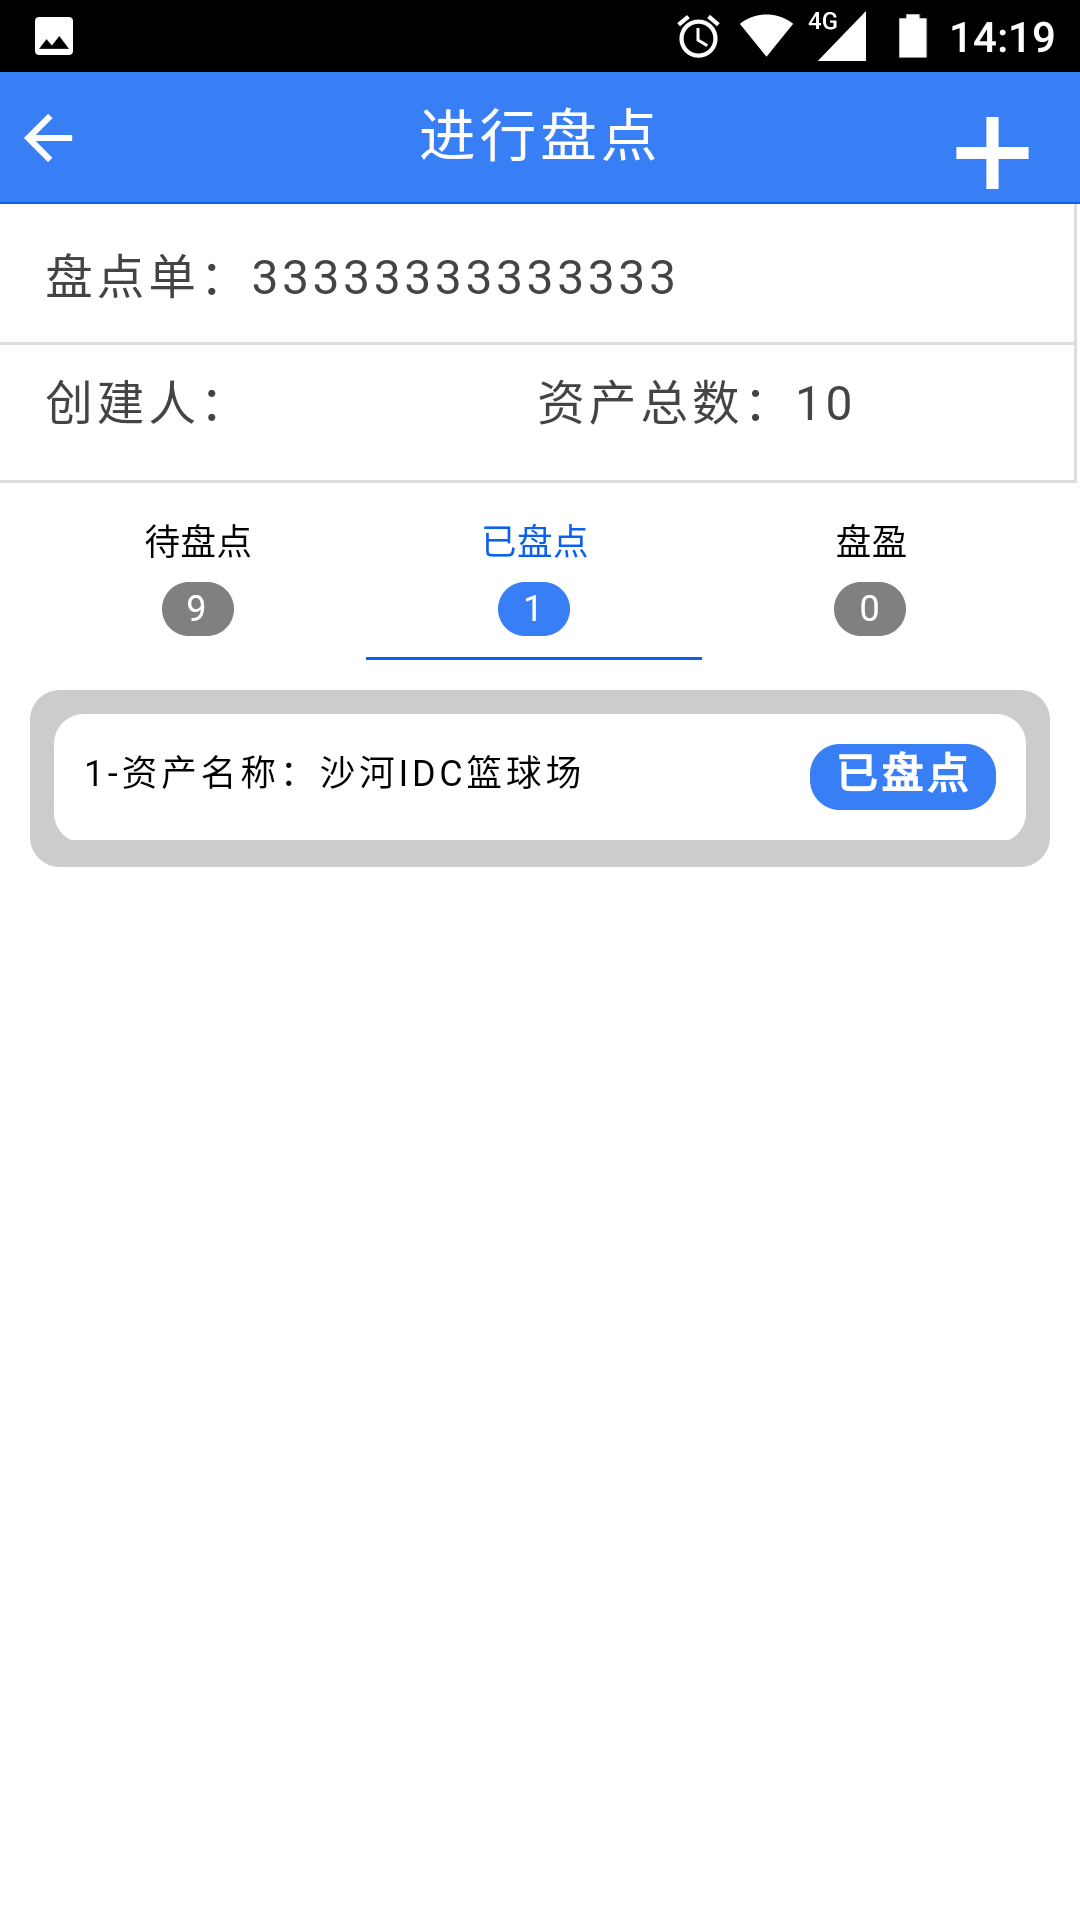 4G 14:19
进行盘点
盘点单：33333333333333
创建人： 资产总数：10
待盘点 已盘点 盘盈
9 1 0
1-资产名称：沙河IDC篮球场 已盘点